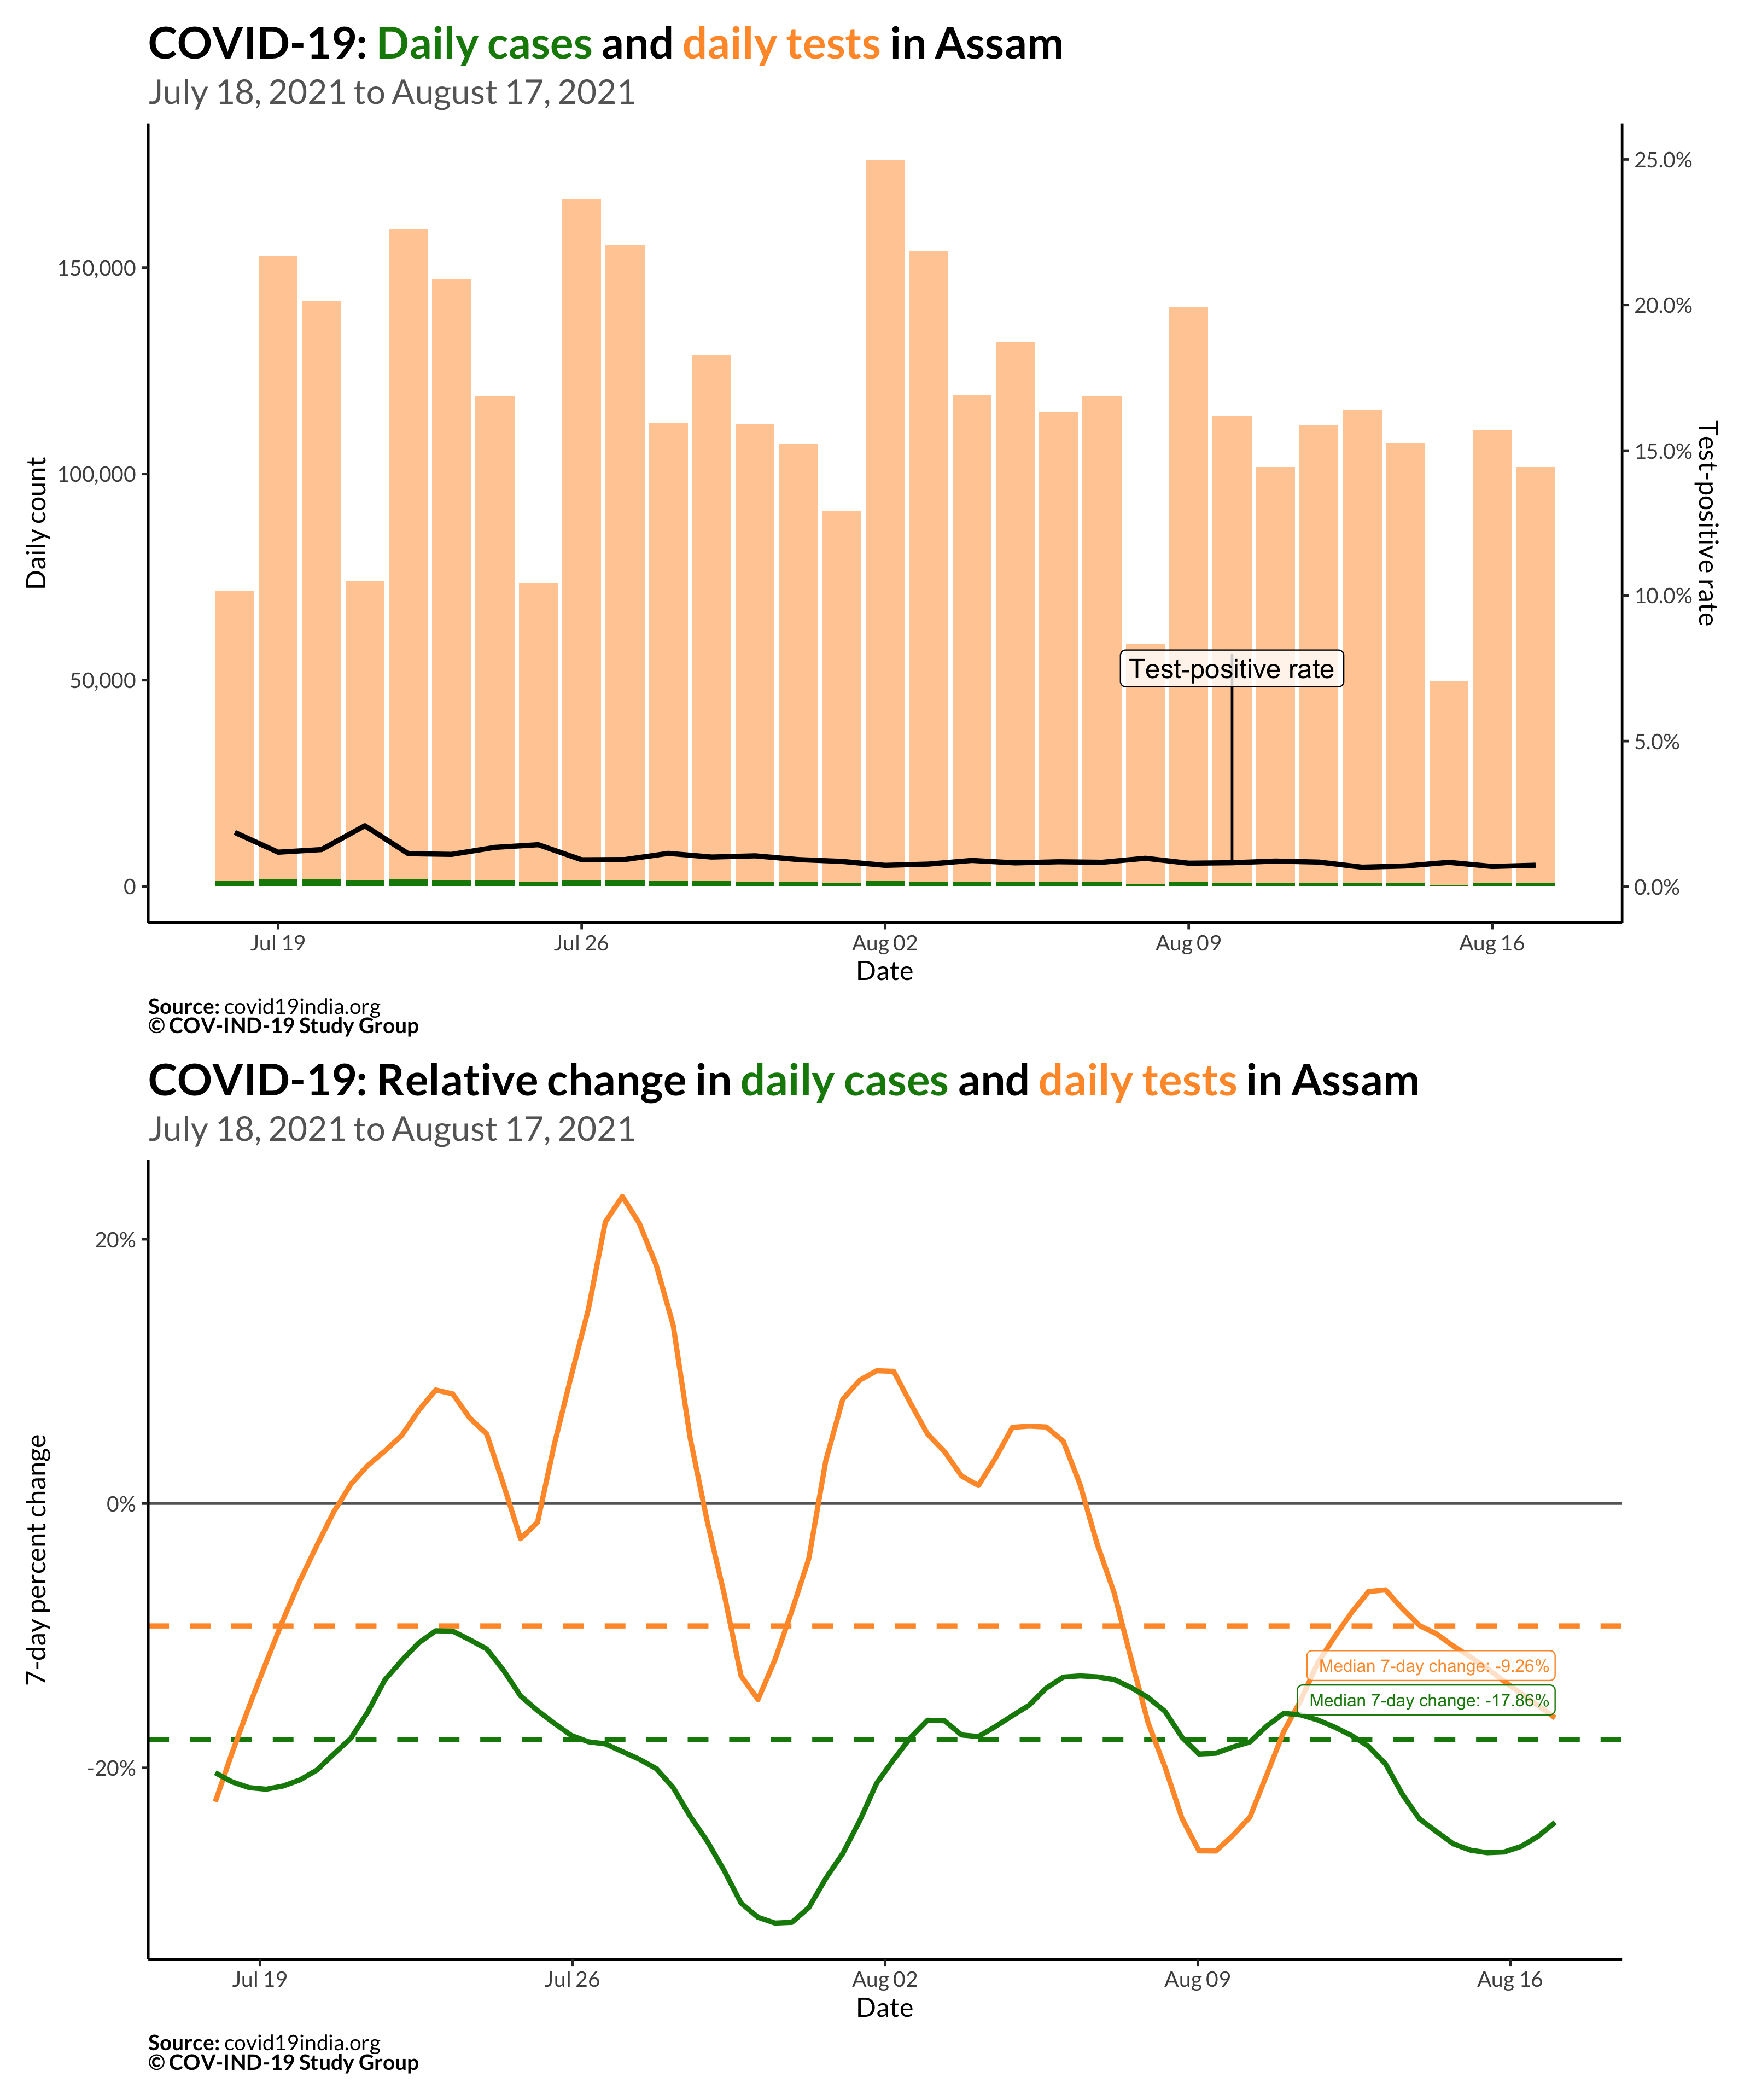 COVID-19: Daily cases and daily tests in Assam
July 18, 2021 to August 17, 2021
Daily count
150,000
100,000
50,000
0
25.0%
20.0%
15.0%
10.0%
5.0%
0.0%
Test-positive rate
Test-positive rate
Jul 19
Jul 26
Aug 02
Aug 09
Aug 16
Date
Source: covid19india.org
© COV-IND-19 Study Group
COVID-19: Relative change in daily cases and daily tests in Assam
July 18, 2021 to August 17, 2021
7-day percent change
20%
0%
-20%
Median 7-day change: -9.26%
Median 7-day change: -17.86%
Jul 19
Jul 26
Aug 02
Aug 09
Aug 16
Date
Source: covid19india.org
© COV-IND-19 Study Group